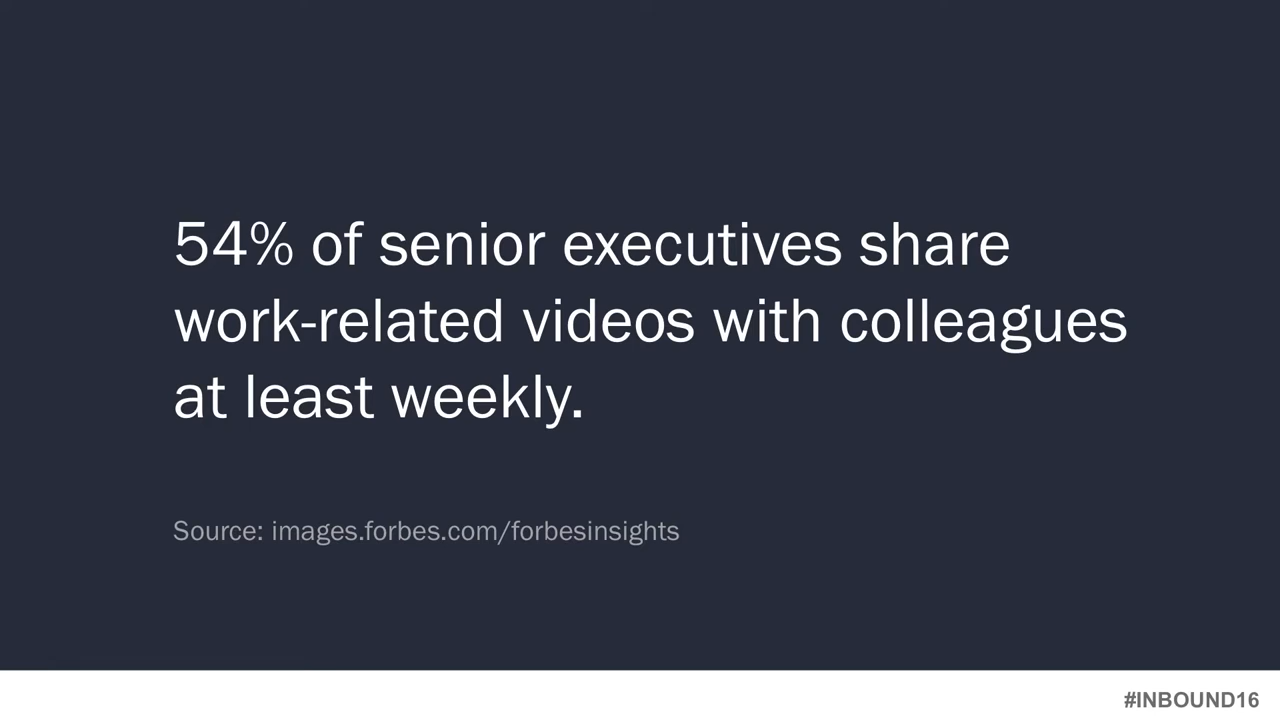 54% of senior executives share
work-related videos with colleagues
at least weekly.
Source: images.forbes.com/forbesinsights
#INBOUND16